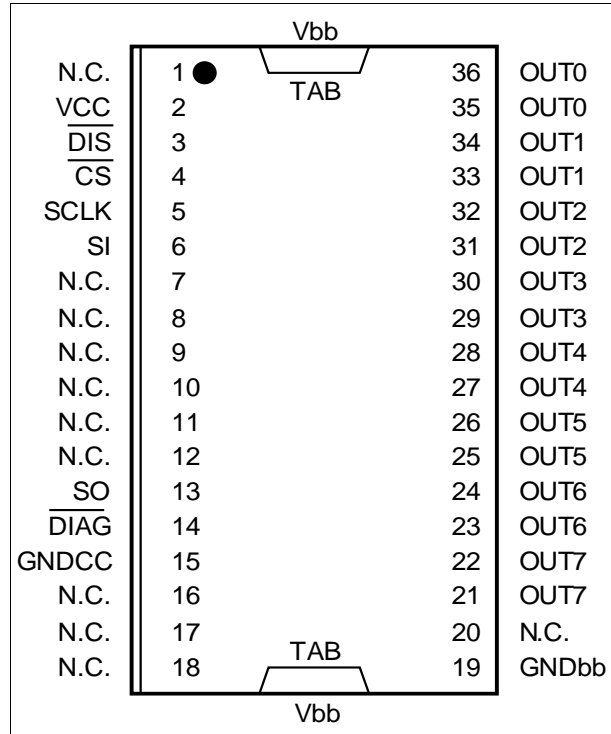 Vbb
N.C. 1 TAB 36 OUT0
VCC 2 35 OUT0
DIS 3 34 OUT1
CS 4 33 OUT1
SCLK 5 32 OUT2
SI 6 31 OUT2
N.C. 7 30 OUT3
N.C. 8 29 OUT3
N.C. 9 28 OUT4
N.C. 10 27 OUT4
N.C. 11 26 OUT5
N.C. 12 25 OUT5
SO 13 24 OUT6
DIAG 14 23 OUT6
GNDCC 15 22 OUT7
N.C. 16 21 OUT7
N.C. 17 20 N.C.
N.C. 18 TAB 19 GNDbb
Vbb